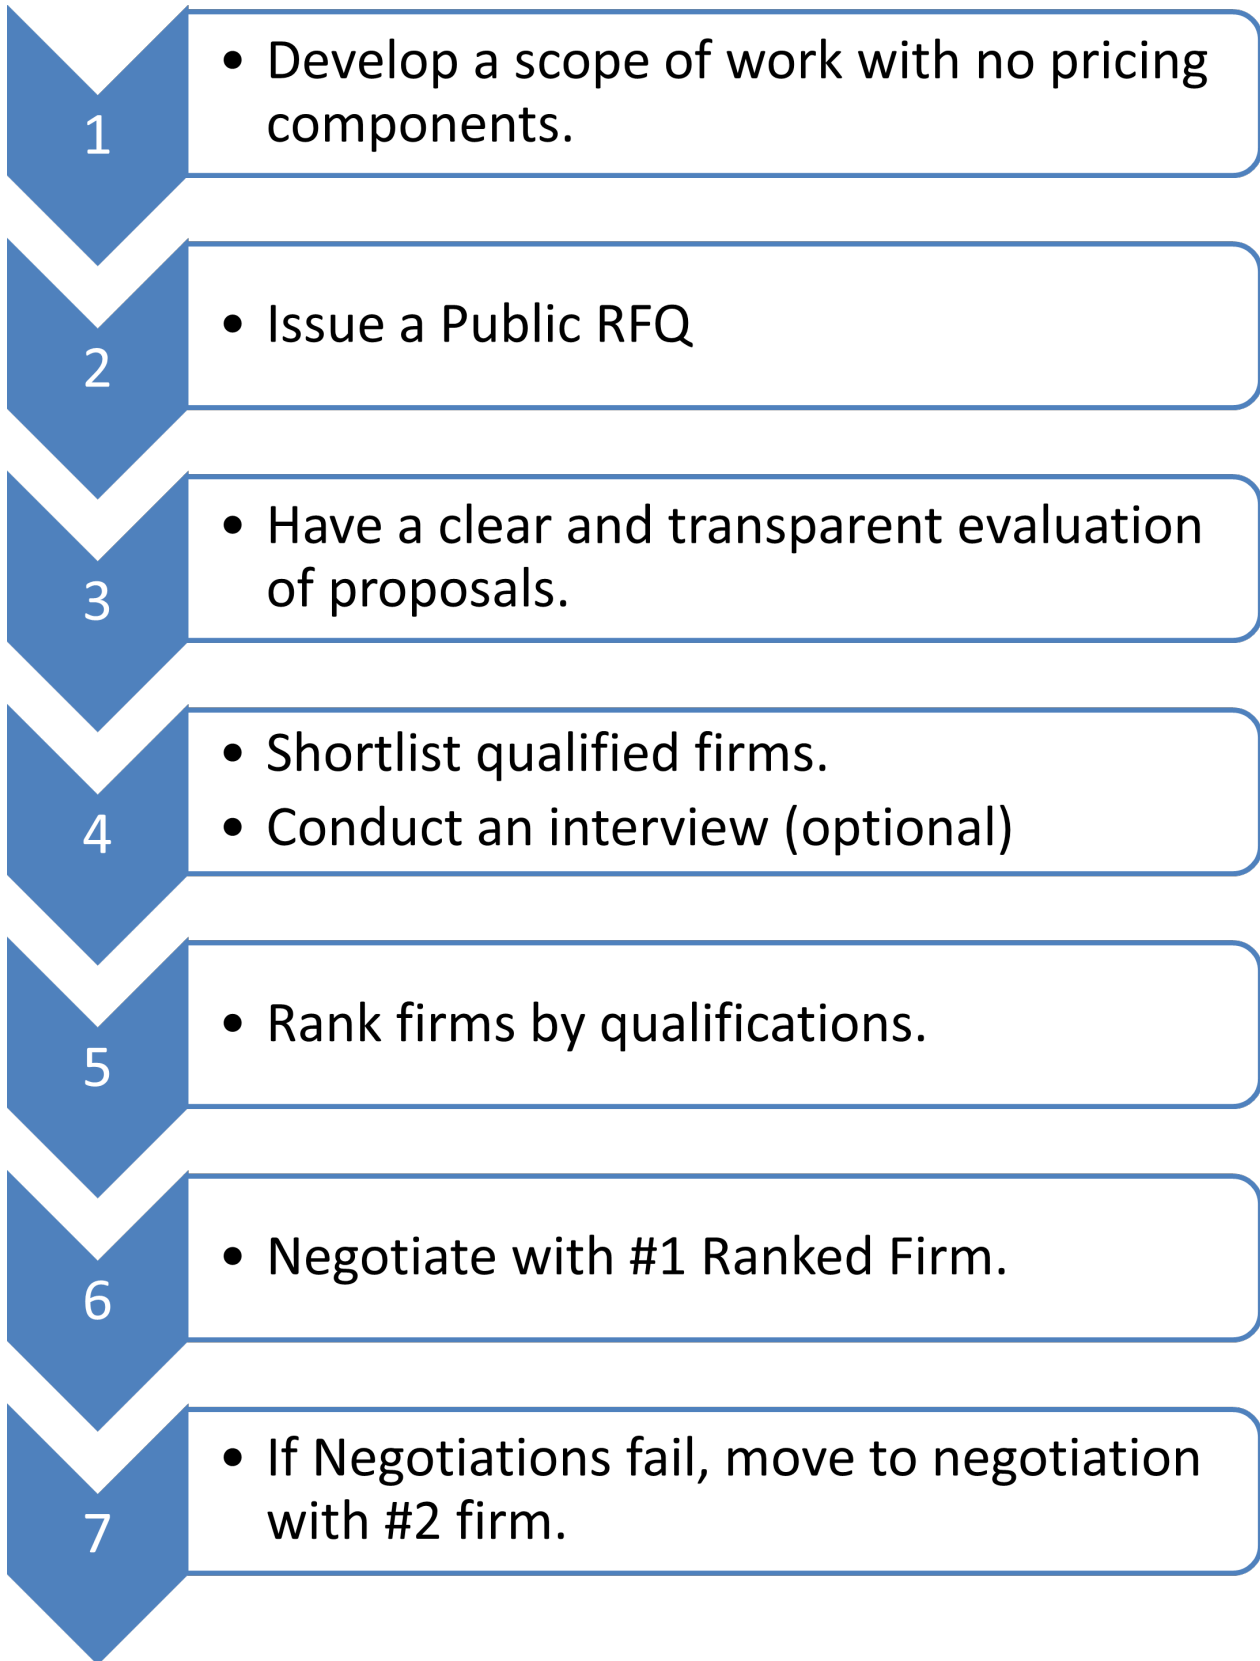 1
• Develop a scope of work with no pricing
components.
2
• Issue a Public RFQ
3
• Have a clear and transparent evaluation
of proposals.
4
• Shortlist qualified firms.
• Conduct an interview (optional)
5
• Rank firms by qualifications.
6
• Negotiate with #1 Ranked Firm.
7
• If Negotiations fail, move to negotiation
with #2 firm.